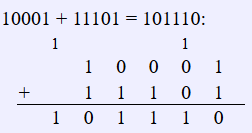 10001 + 11101 = 101110:
1 1
1 0 0 0 1
+ 1 1 1 0 1
1 0 1 1 1 0